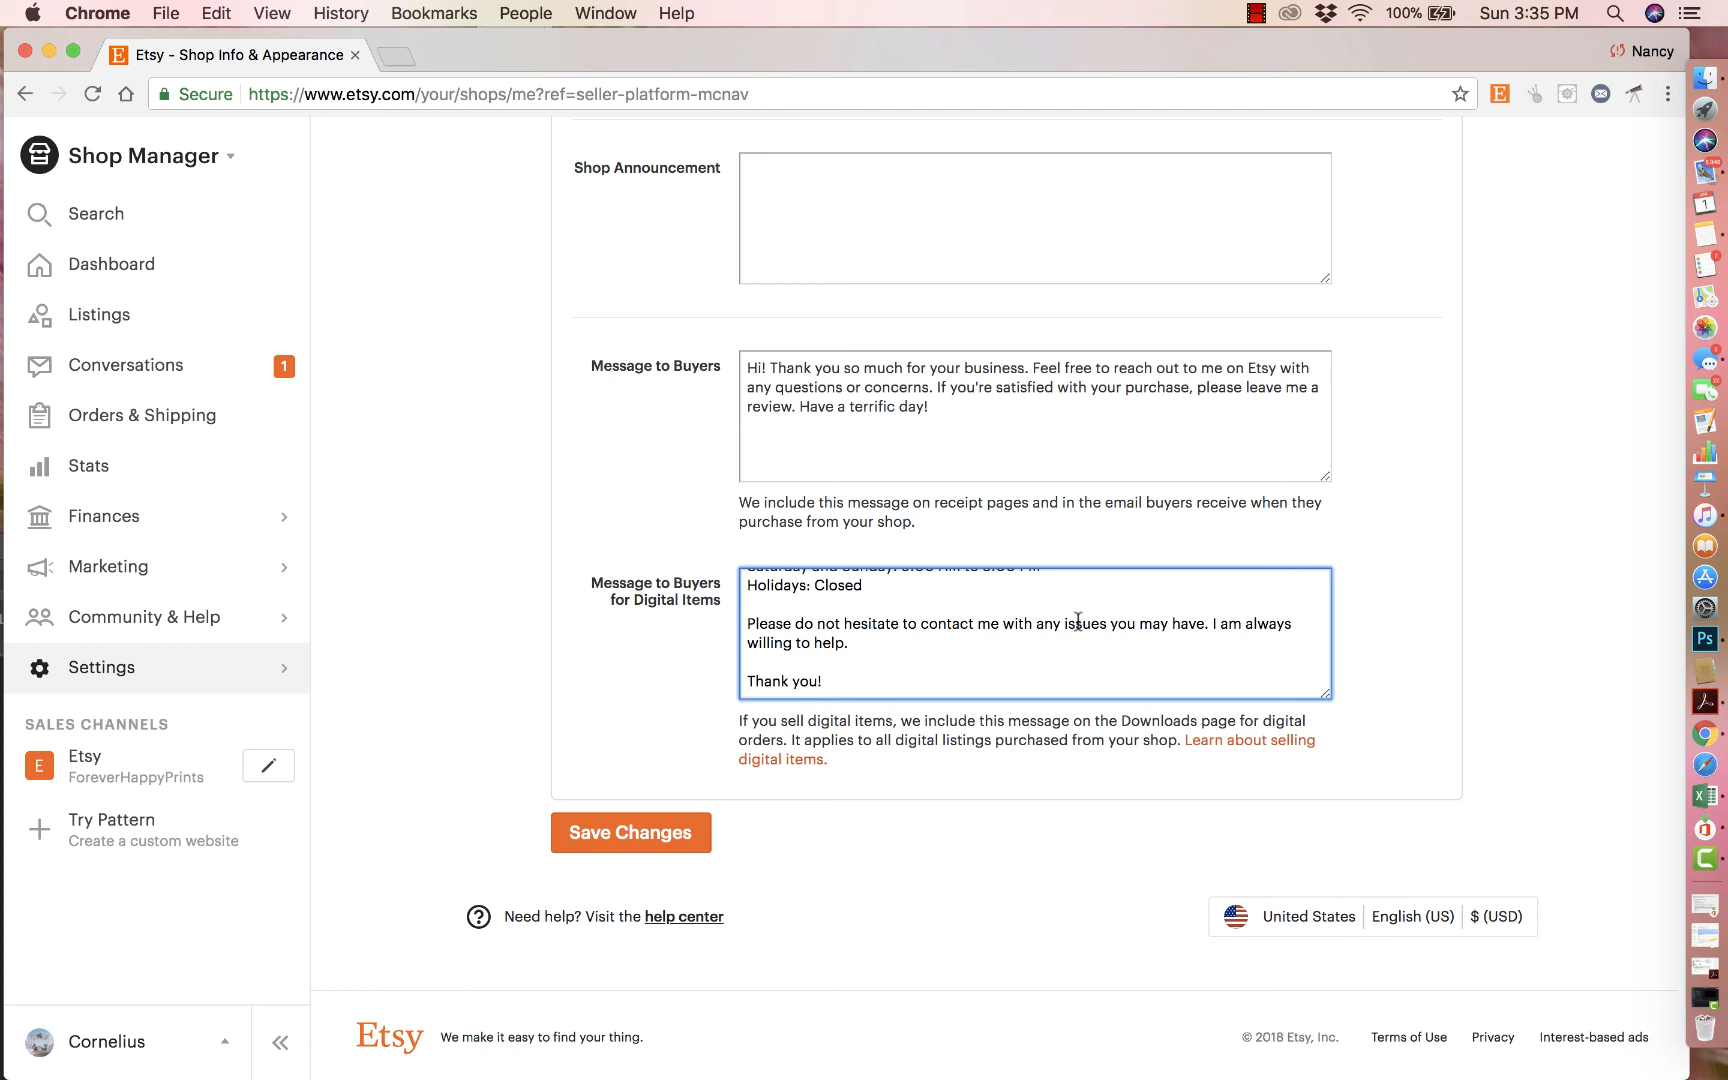 Chrome File Edit View History Bookmarks People Window Help 100% Sun 3:35 PM
Etsy - Shop Info & Appearance
Nancy
Secure https://www.etsy.com/your/shops/me?ref=seller-platform-mcnav
Shop Manager
Search
Dashboard
Listings
Conversations 1
Orders & Shipping
Stats
Finances
Marketing
Community & Help
Settings
SALES CHANNELS
E Etsy
ForeverHappyPrints
Try Pattern
Create a custom website
Cornelius
Shop Announcement
Message to Buyers
Hi! Thank you so much for your business. Feel free to reach out to me on Etsy with
any questions or concerns. If you're satisfied with your purchase, please leave me a
review. Have a terrific day!
We include this message on receipt pages and in the email buyers receive when they
purchase from your shop.
Message to Buyers
for Digital Items
Holidays: Closed
Please do not hesitate to contact me with any issues you may have. I am always
willing to help.
Thank you!
If you sell digital items, we include this message on the Downloads page for digital
orders. It applies to all digital listings purchased from your shop. Learn about selling
digital items.
Save Changes
Need help? Visit the help center
United States English (US) $ (USD)
Etsy We make it easy to find your thing.
© 2018 Etsy, Inc. Terms of Use Privacy Interest-based ads
Ps